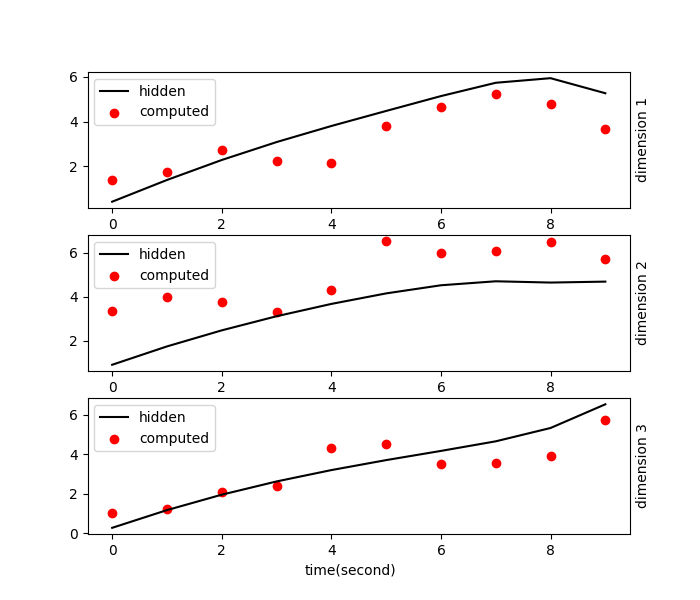 6
hidden
computed
4
2
dimension 1
0 2 4 6 8
6
hidden
computed
4
2
dimension 2
0 2 4 6 8
6
hidden
computed
4
2
0
dimension 3
0 2 4 6 8
time(second)